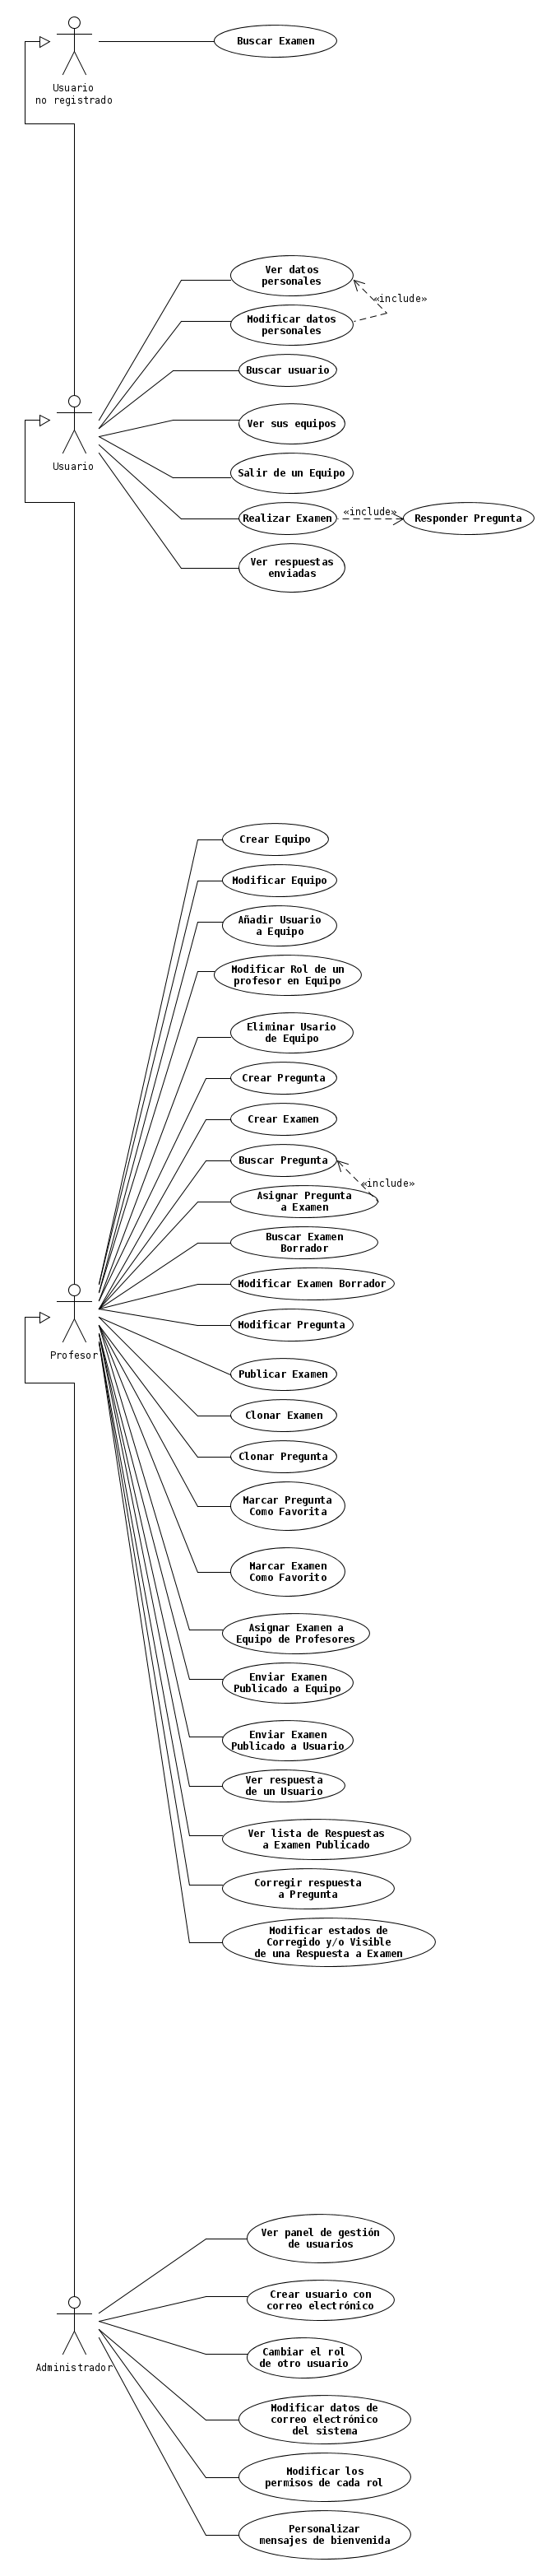 Buscar Examen
Usuario
no registrado
Ver datos
personales
«include»
Modificar datos
personales
Buscar usuario
Ver sus equipos
Usuario
Salir de un Equipo
«include»
Realizar Examen
Responder Pregunta
Ver respuestas
enviadas
Crear Equipo
Modificar Equipo
Añadir Usuario
a Equipo
Modificar Rol de un
profesor en Equipo
Eliminar Usario
de Equipo
Crear Pregunta
Crear Examen
Buscar Pregunta
«include»
Asignar Pregunta
a Examen
Buscar Examen
Borrador
Modificar Examen Borrador
Modificar Pregunta
Profesor
Publicar Examen
Clonar Examen
Clonar Pregunta
Marcar Pregunta
Como Favorita
Marcar Examen
Como Favorito
Asignar Examen a
Equipo de Profesores
Enviar Examen
Publicado a Equipo
Enviar Examen
Publicado a Usuario
Ver respuesta
de un Usuario
Ver lista de Respuestas
a Examen Publicado
Corregir respuesta
a Pregunta
Modificar estados de
Corregido y/o Visible
de una Respuesta a Examen
Ver panel de gestión
de usuarios
Crear usuario con
correo electrónico
Cambiar el rol
de otro usuario
Administrador
Modificar datos de
correo electrónico
del sistema
Modificar los
permisos de cada rol
Personalizar
mensajes de bienvenida